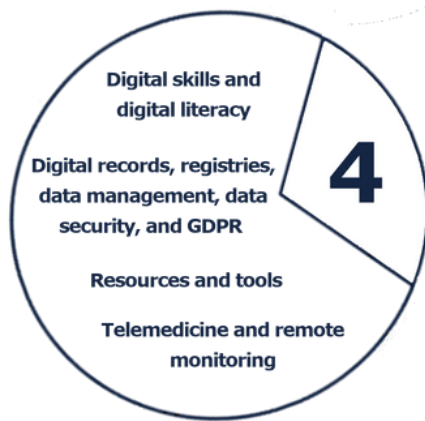 Digital skills and
digital literacy
4
Digital records, registries,
data management, data
security, and GDPR
Resources and tools
Telemedicine and remote
monitoring